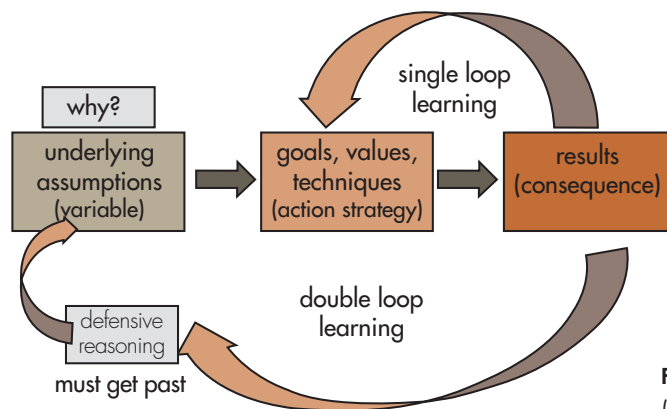 single loop
learning
why?
underlying
assumptions
(variable)
goals, values,
techniques
(action strategy)
results
(consequence)
double loop
learning
defensive
reasoning
must get past
F
(